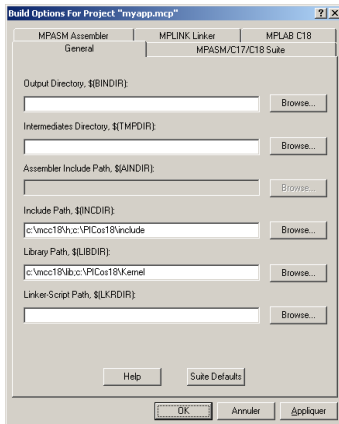 Build Options For Project "myapp.mcp"
MPASM Assembler MPLINK Linker MPLAB C18
General MPASM/C17/C18 Suite
Output Directory, $(BINDIR):
Browse...
Intermediates Directory, $(TMPDIR):
Browse...
Assembler Include Path, $(AINDIR):
Browse...
Include Path, $(INCDIR):
c:\mcc18\h;c:\PICos18\include Browse...
Library Path, $(LIBDIR):
c:\mcc18\lib;c:\PICos18\Kernel Browse...
Linker-Script Path, $(LKRDIR):
Browse...
Help Suite Defaults
OK Annuler Appliquer